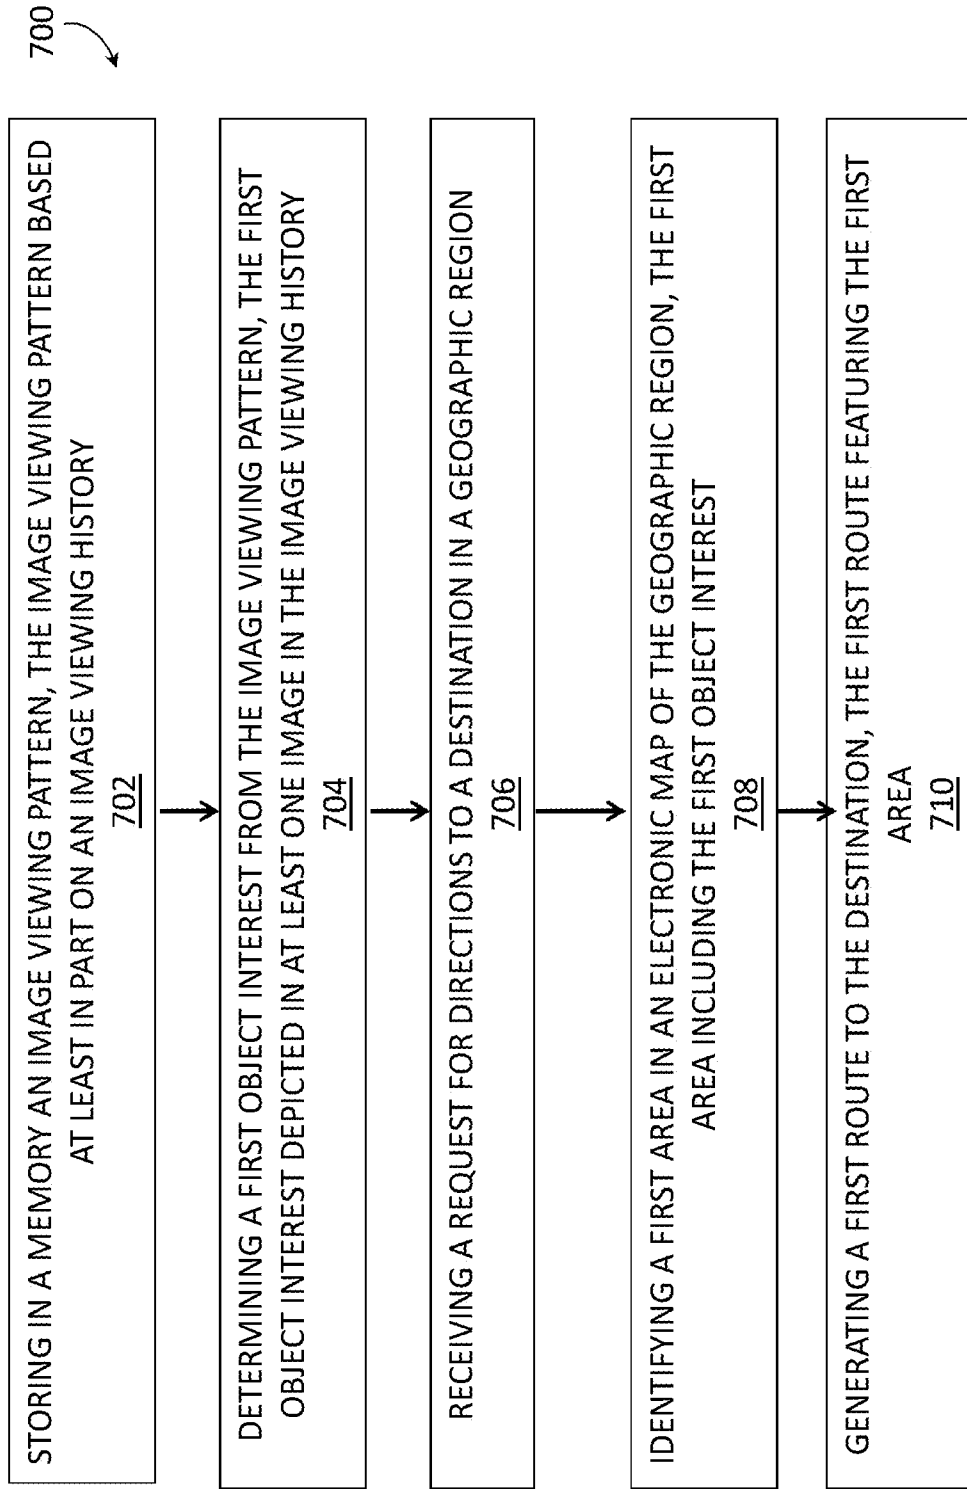 700
STORING IN A MEMORY AN IMAGE VIEWING PATTERN, THE IMAGE VIEWING PATTERN BASED
AT LEAST IN PART ON AN IMAGE VIEWING HISTORY
702
DETERMINING A FIRST OBJECT INTEREST FROM THE IMAGE VIEWING PATTERN, THE FIRST
OBJECT INTEREST DEPICTED IN AT LEAST ONE IMAGE IN THE IMAGE VIEWING HISTORY
704
RECEIVING A REQUEST FOR DIRECTIONS TO A DESTINATION IN A GEOGRAPHIC REGION
706
IDENTIFYING A FIRST AREA IN AN ELECTRONIC MAP OF THE GEOGRAPHIC REGION, THE FIRST
AREA INCLUDING THE FIRST OBJECT INTEREST
708
GENERATING A FIRST ROUTE TO THE DESTINATION, THE FIRST ROUTE FEATURING THE FIRST
AREA
710